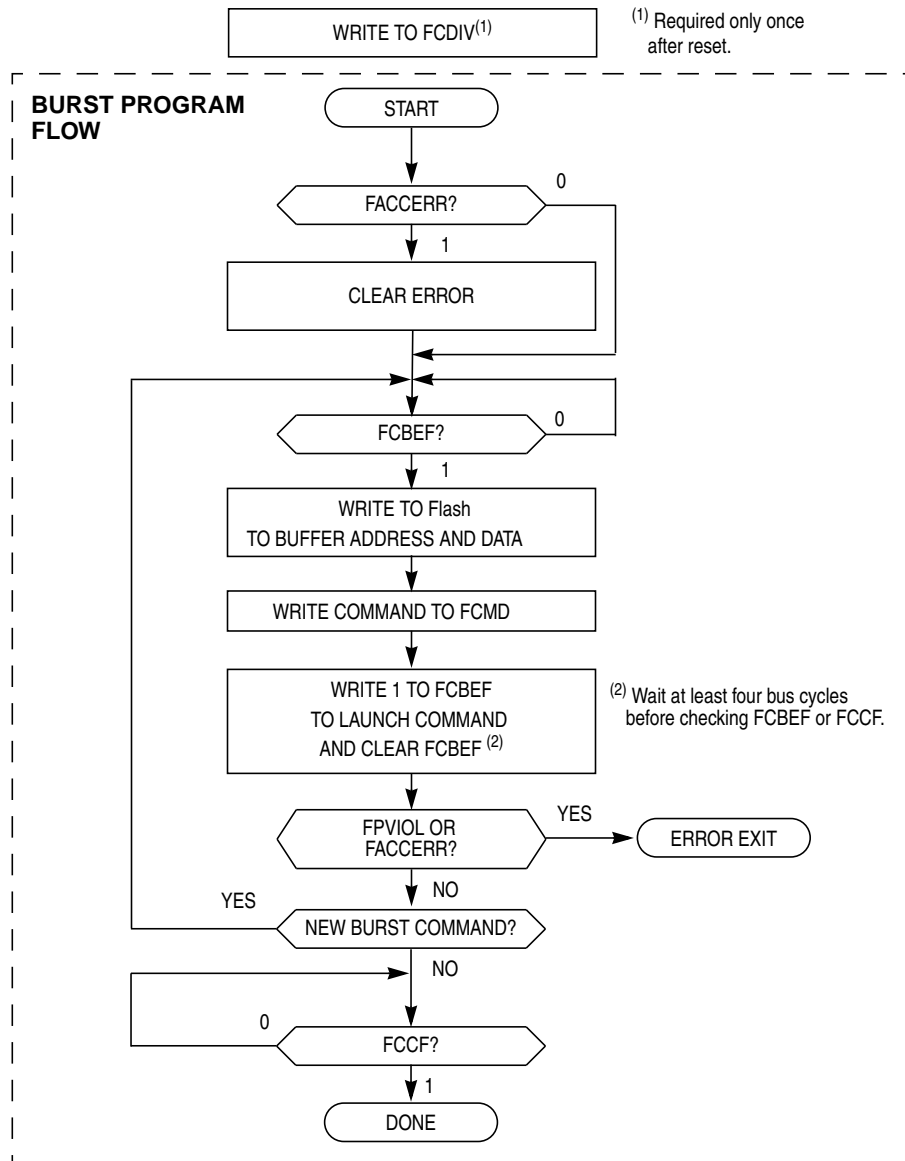 WRITE TO FCDIV(1)
(1) Required only once
after reset.
BURST PROGRAM
FLOW
START
FACCERR?
0
1
CLEAR ERROR
FCBEF?
0
1
WRITE TO Flash
TO BUFFER ADDRESS AND DATA
WRITE COMMAND TO FCMD
WRITE 1 TO FCBEF
TO LAUNCH COMMAND
AND CLEAR FCBEF (2)
(2) Wait at least four bus cycles
before checking FCBEF or FCCF.
FPVIOL OR
FACCERR?
YES
ERROR EXIT
NO
YES
NEW BURST COMMAND?
NO
0
FCCF?
1
DONE